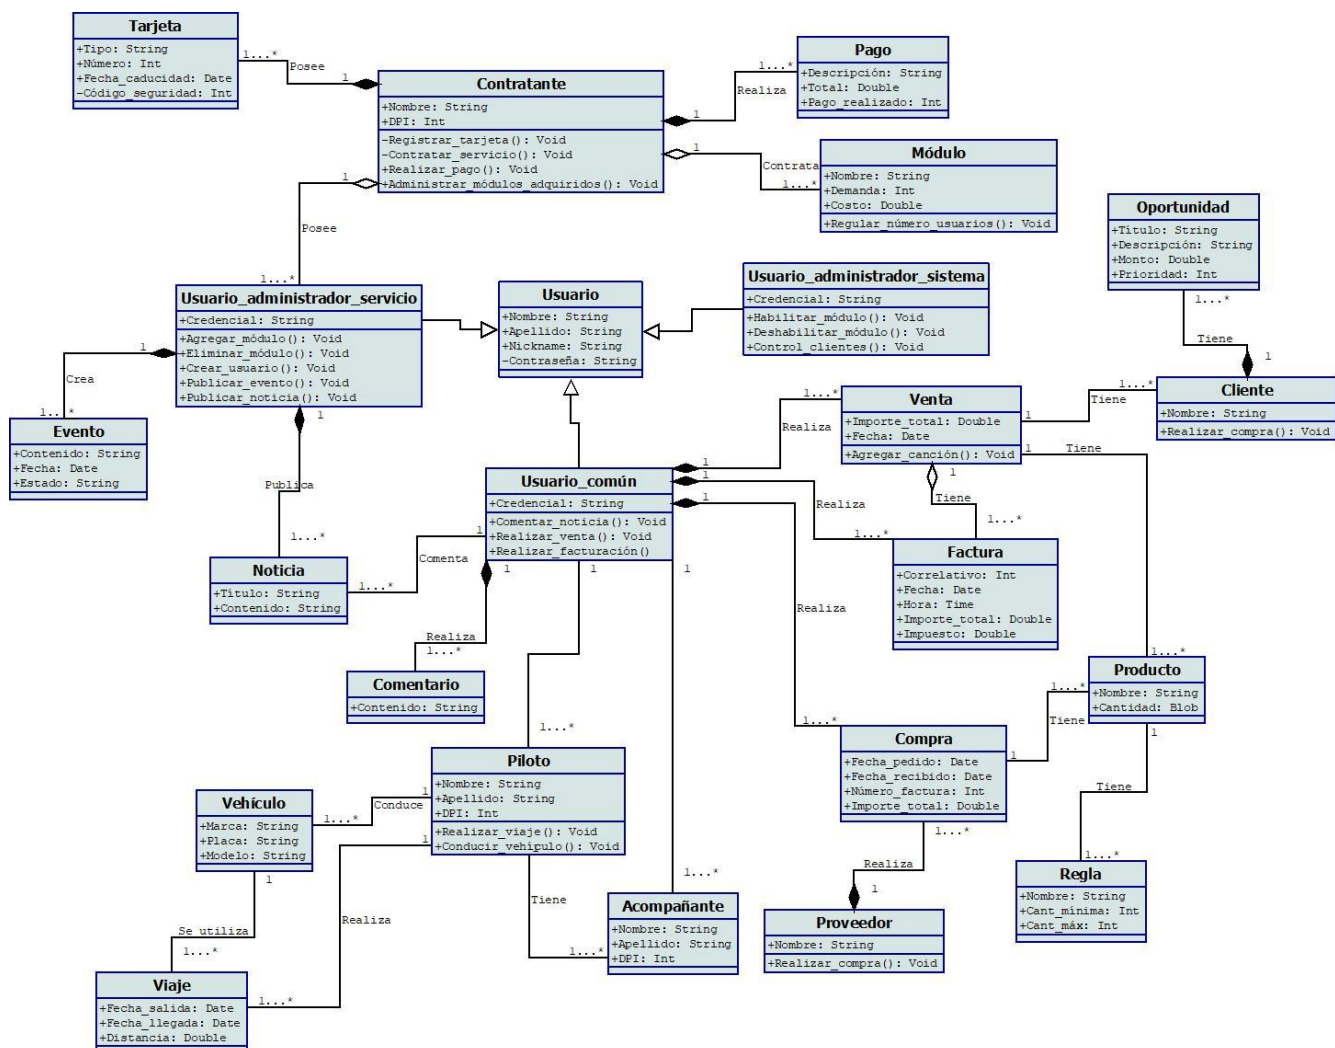 Tarjeta
+Tipo: String
+Número: Int
+Fecha_caducidad: Date
-Código_seguridad: Int
1...*
Posee
1
Contratante
+Nombre: String
+DPI: Int
-Registrar_tarjeta(): Void
-Contratar_servicio(): Void
+Realizar_pago(): Void
+Administrar_módulos_adquiridos(): Void
1
Realiza
1...*
Pago
+Descripción: String
+Total: Double
+Pago_realizado: Int
1
Contrata
1...*
Módulo
+Nombre: String
+Demanda: Int
+Costo: Double
+Regular_número_usuarios(): Void
1
Posee
1...*
Oportunidad
+Título: String
+Descripción: String
+Monto: Double
+Prioridad: Int
1...*
Tiene
1
Usuario_administrador_servicio
+Credencial: String
+Agregar_módulo(): Void
+Eliminar_módulo(): Void
+Crear_usuario(): Void
+Publicar_evento(): Void
+Publicar_noticia(): Void
Usuario
+Nombre: String
+Apellido: String
+Nickname: String
-Contraseña: String
Usuario_administrador_sistema
+Credencial: String
+Habilitar_módulo(): Void
+Deshabilitar_módulo(): Void
+Control_clientes(): Void
1
Crea
1...*
Evento
+Contenido: String
+Fecha: Date
+Estado: String
1
Publica
1...*
Noticia
+Título: String
+Contenido: String
Cliente
+Nombre: String
+Realizar_compra(): Void
1...*
Tiene
1
Venta
+Importe_total: Double
+Fecha: Date
+Agregar_canción(): Void
1...*
Realiza
1
1
Tiene
1...*
1
Tiene
1...*
Usuario_común
+Credencial: String
+Comentar_noticia(): Void
+Realizar_venta(): Void
+Realizar_facturación()
1
Realiza
1...*
Factura
+Correlativo: Int
+Fecha: Date
+Hora: Time
+Importe_total: Double
+Impuesto: Double
1
Realiza
1...*
1
Comenta
1...*
1
Realiza
1...*
Comentario
+Contenido: String
1
1...*
1
1...*
Producto
+Nombre: String
+Cantidad: Blob
1...*
Tiene
1
Compra
+Fecha_pedido: Date
+Fecha_recibido: Date
+Número_factura: Int
+Importe_total: Double
1
Tiene
1...*
Regla
+Nombre: String
+Cant_mínima: Int
+Cant_máx: Int
Piloto
+Nombre: String
+Apellido: String
+DPI: Int
+Realizar_viaje(): Void
+Conducir_vehículo(): Void
1
Conduce
1...*
Vehículo
+Marca: String
+Placa: String
+Modelo: String
1
Realiza
1...*
1
Se utiliza
1...*
Viaje
+Fecha_salida: Date
+Fecha_llegada: Date
+Distancia: Double
1
Tiene
1...*
Acompañante
+Nombre: String
+Apellido: String
+DPI: Int
1...*
Realiza
1
Proveedor
+Nombre: String
+Realizar_compra(): Void